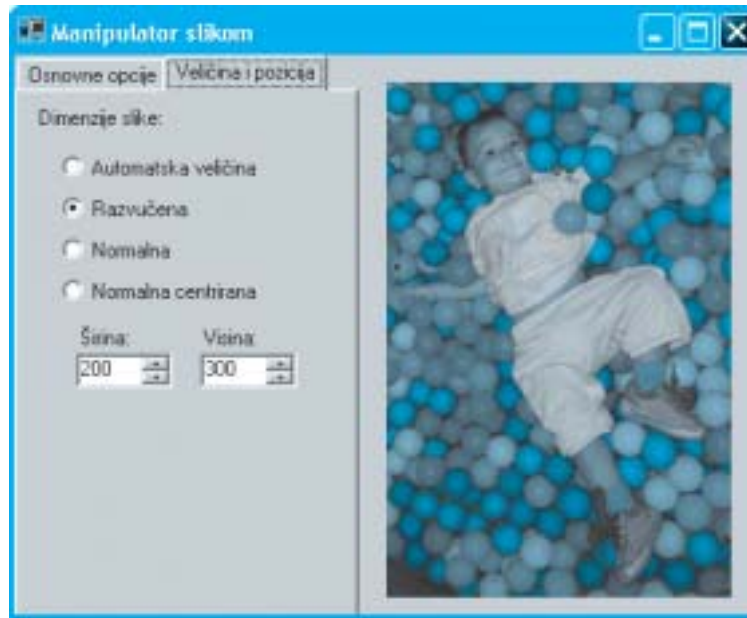 Manipulator slikom
Osnovne opcije
Veličina i pozicija
Dimenzije slike:
Automatska veličina
Razvučena
Normalna
Normalna centrirana
Širina:
Visina:
200
300